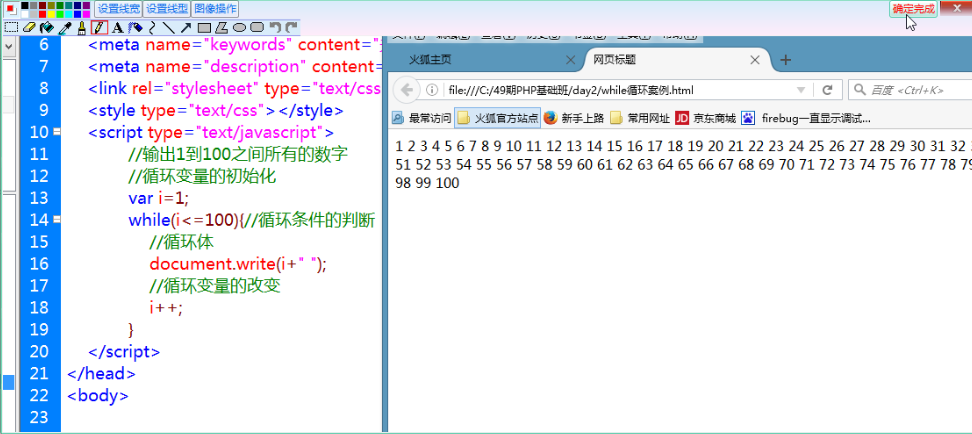 设置线宽 设置线型 图像操作 确定完成
6 <meta name="keywords" content="
7 <meta name="description" content=
8 <link rel="stylesheet" type="text/css
9 <style type="text/css"></style>
10 <script type="text/javascript">
11 //输出1到100之间所有的数字
12 //循环变量的初始化
13 var i=1;
14 while(i<=100){//循环条件的判断
15 //循环体
16 document.write(i+" ");
17 //循环变量的改变
18 i++;
19 }
20 </script>
21 </head>
22 <body>
23
火狐主页 网页标题
file:///C:/49期PHP基础班/day2/while循环案例.html 百度 <Ctrl+K>
最常访问 火狐官方站点 新手上路 常用网址 JD 京东商城 firebug一直显示调试...
1 2 3 4 5 6 7 8 9 10 11 12 13 14 15 16 17 18 19 20 21 22 23 24 25 26 27 28 29 30 31 32 3
51 52 53 54 55 56 57 58 59 60 61 62 63 64 65 66 67 68 69 70 71 72 73 74 75 76 77 78 79
98 99 100